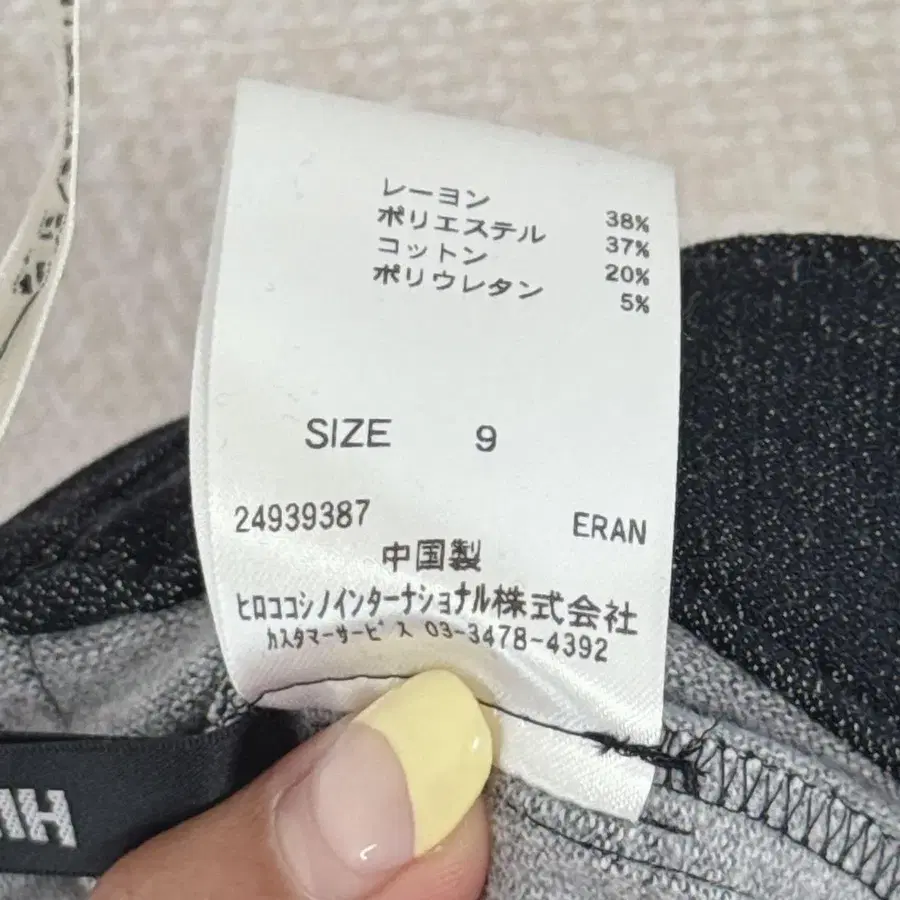 レーヨン 38%
ポリエステル 37%
コットン 20%
ポリウレタン 5%
SIZE 9
24939387 ERAN
中国製
ヒロココシノインターナショナル株式会社
カスタマーサービス 03-3478-4392